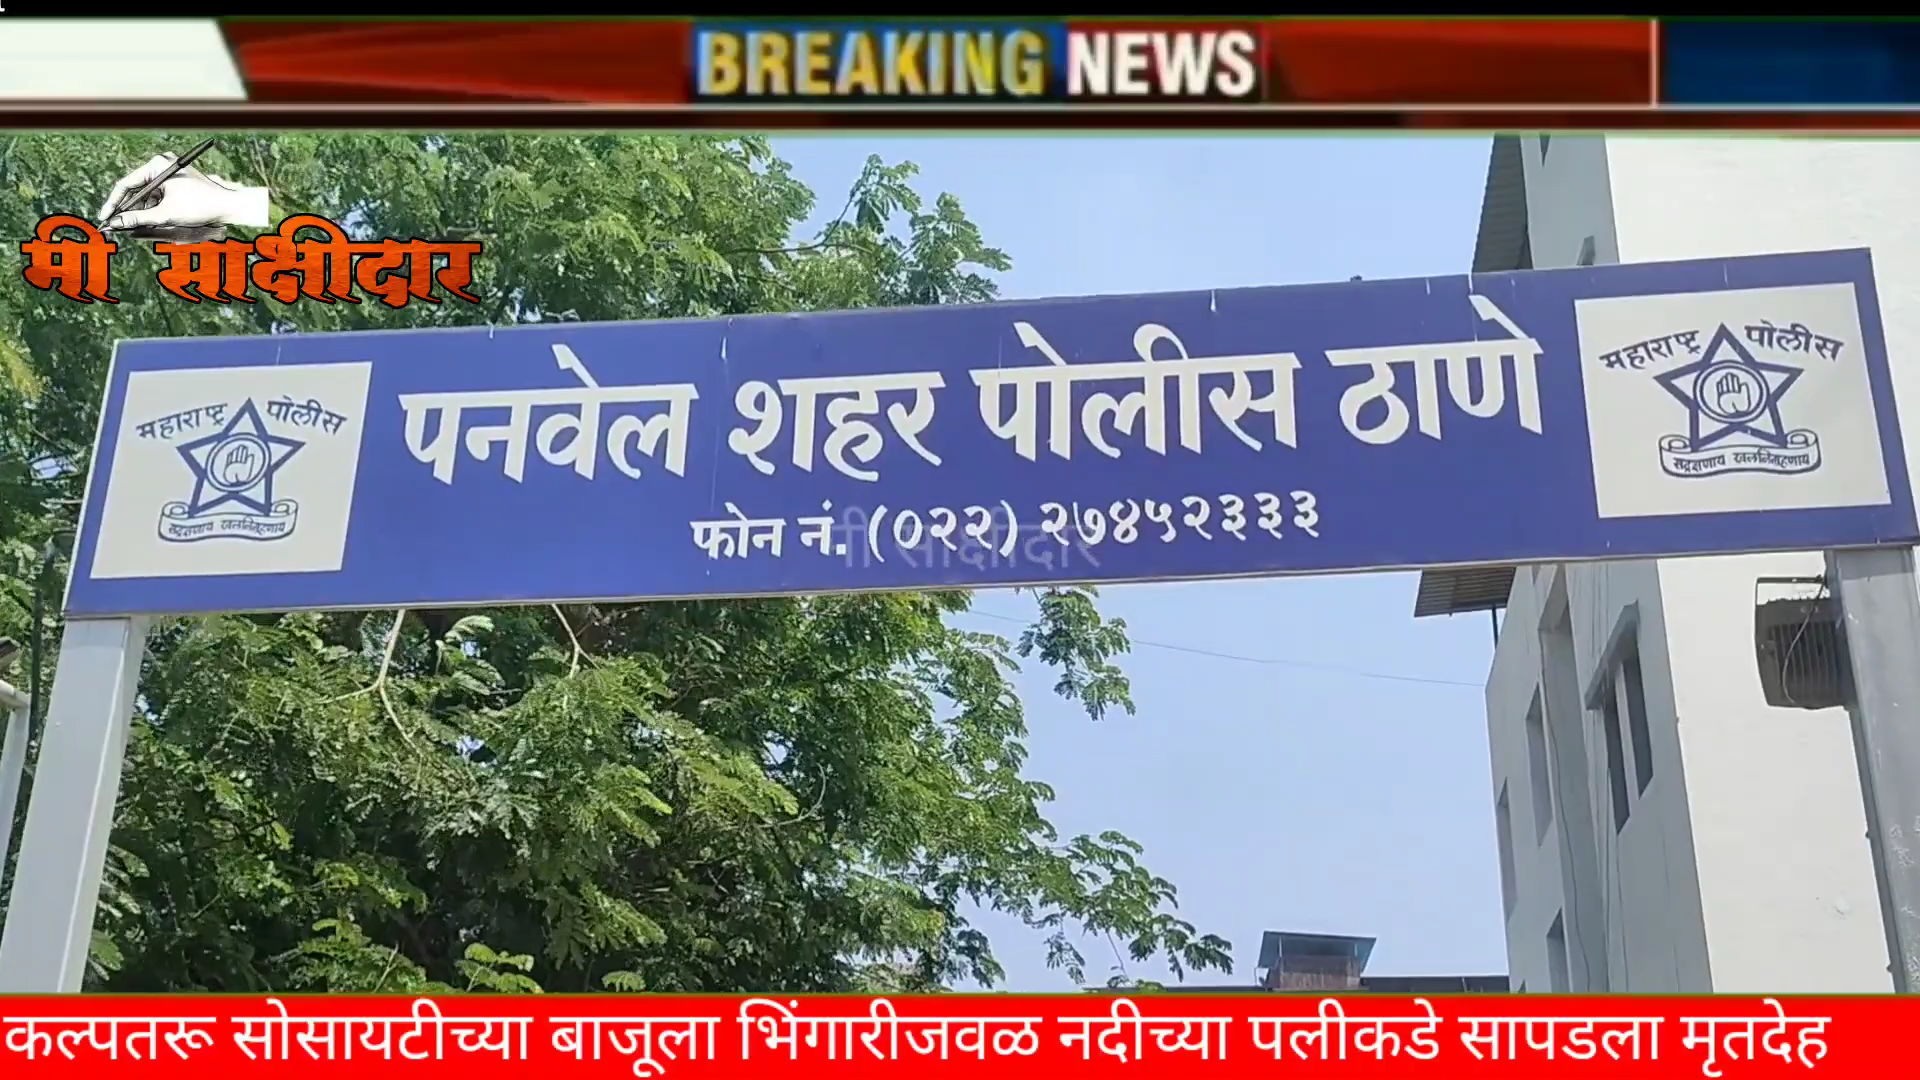 BREAKING NEWS
मी साक्षीदार
महाराष्ट्र पोलीस
सद्रक्षणाय खलनिग्रहणाय
पनवेल शहर पोलीस ठाणे
फोन नं. (०२२) २७४५२३३३
मी साक्षीदार
महाराष्ट्र पोलीस
सद्रक्षणाय खलनिग्रहणाय
कल्पतरू सोसायटीच्या बाजूला भिंगारीजवळ नदीच्या पलीकडे सापडला मृतदेह